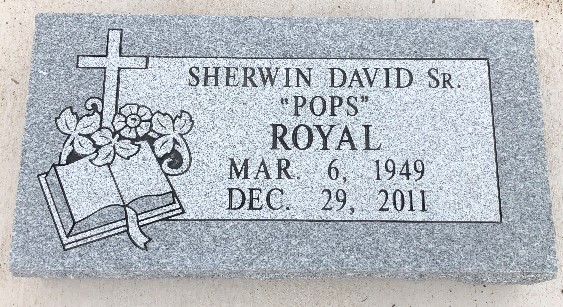 SHERWIN DAVID SR.
"POPS"
ROYAL
MAR. 6, 1949
DEC. 29, 2011